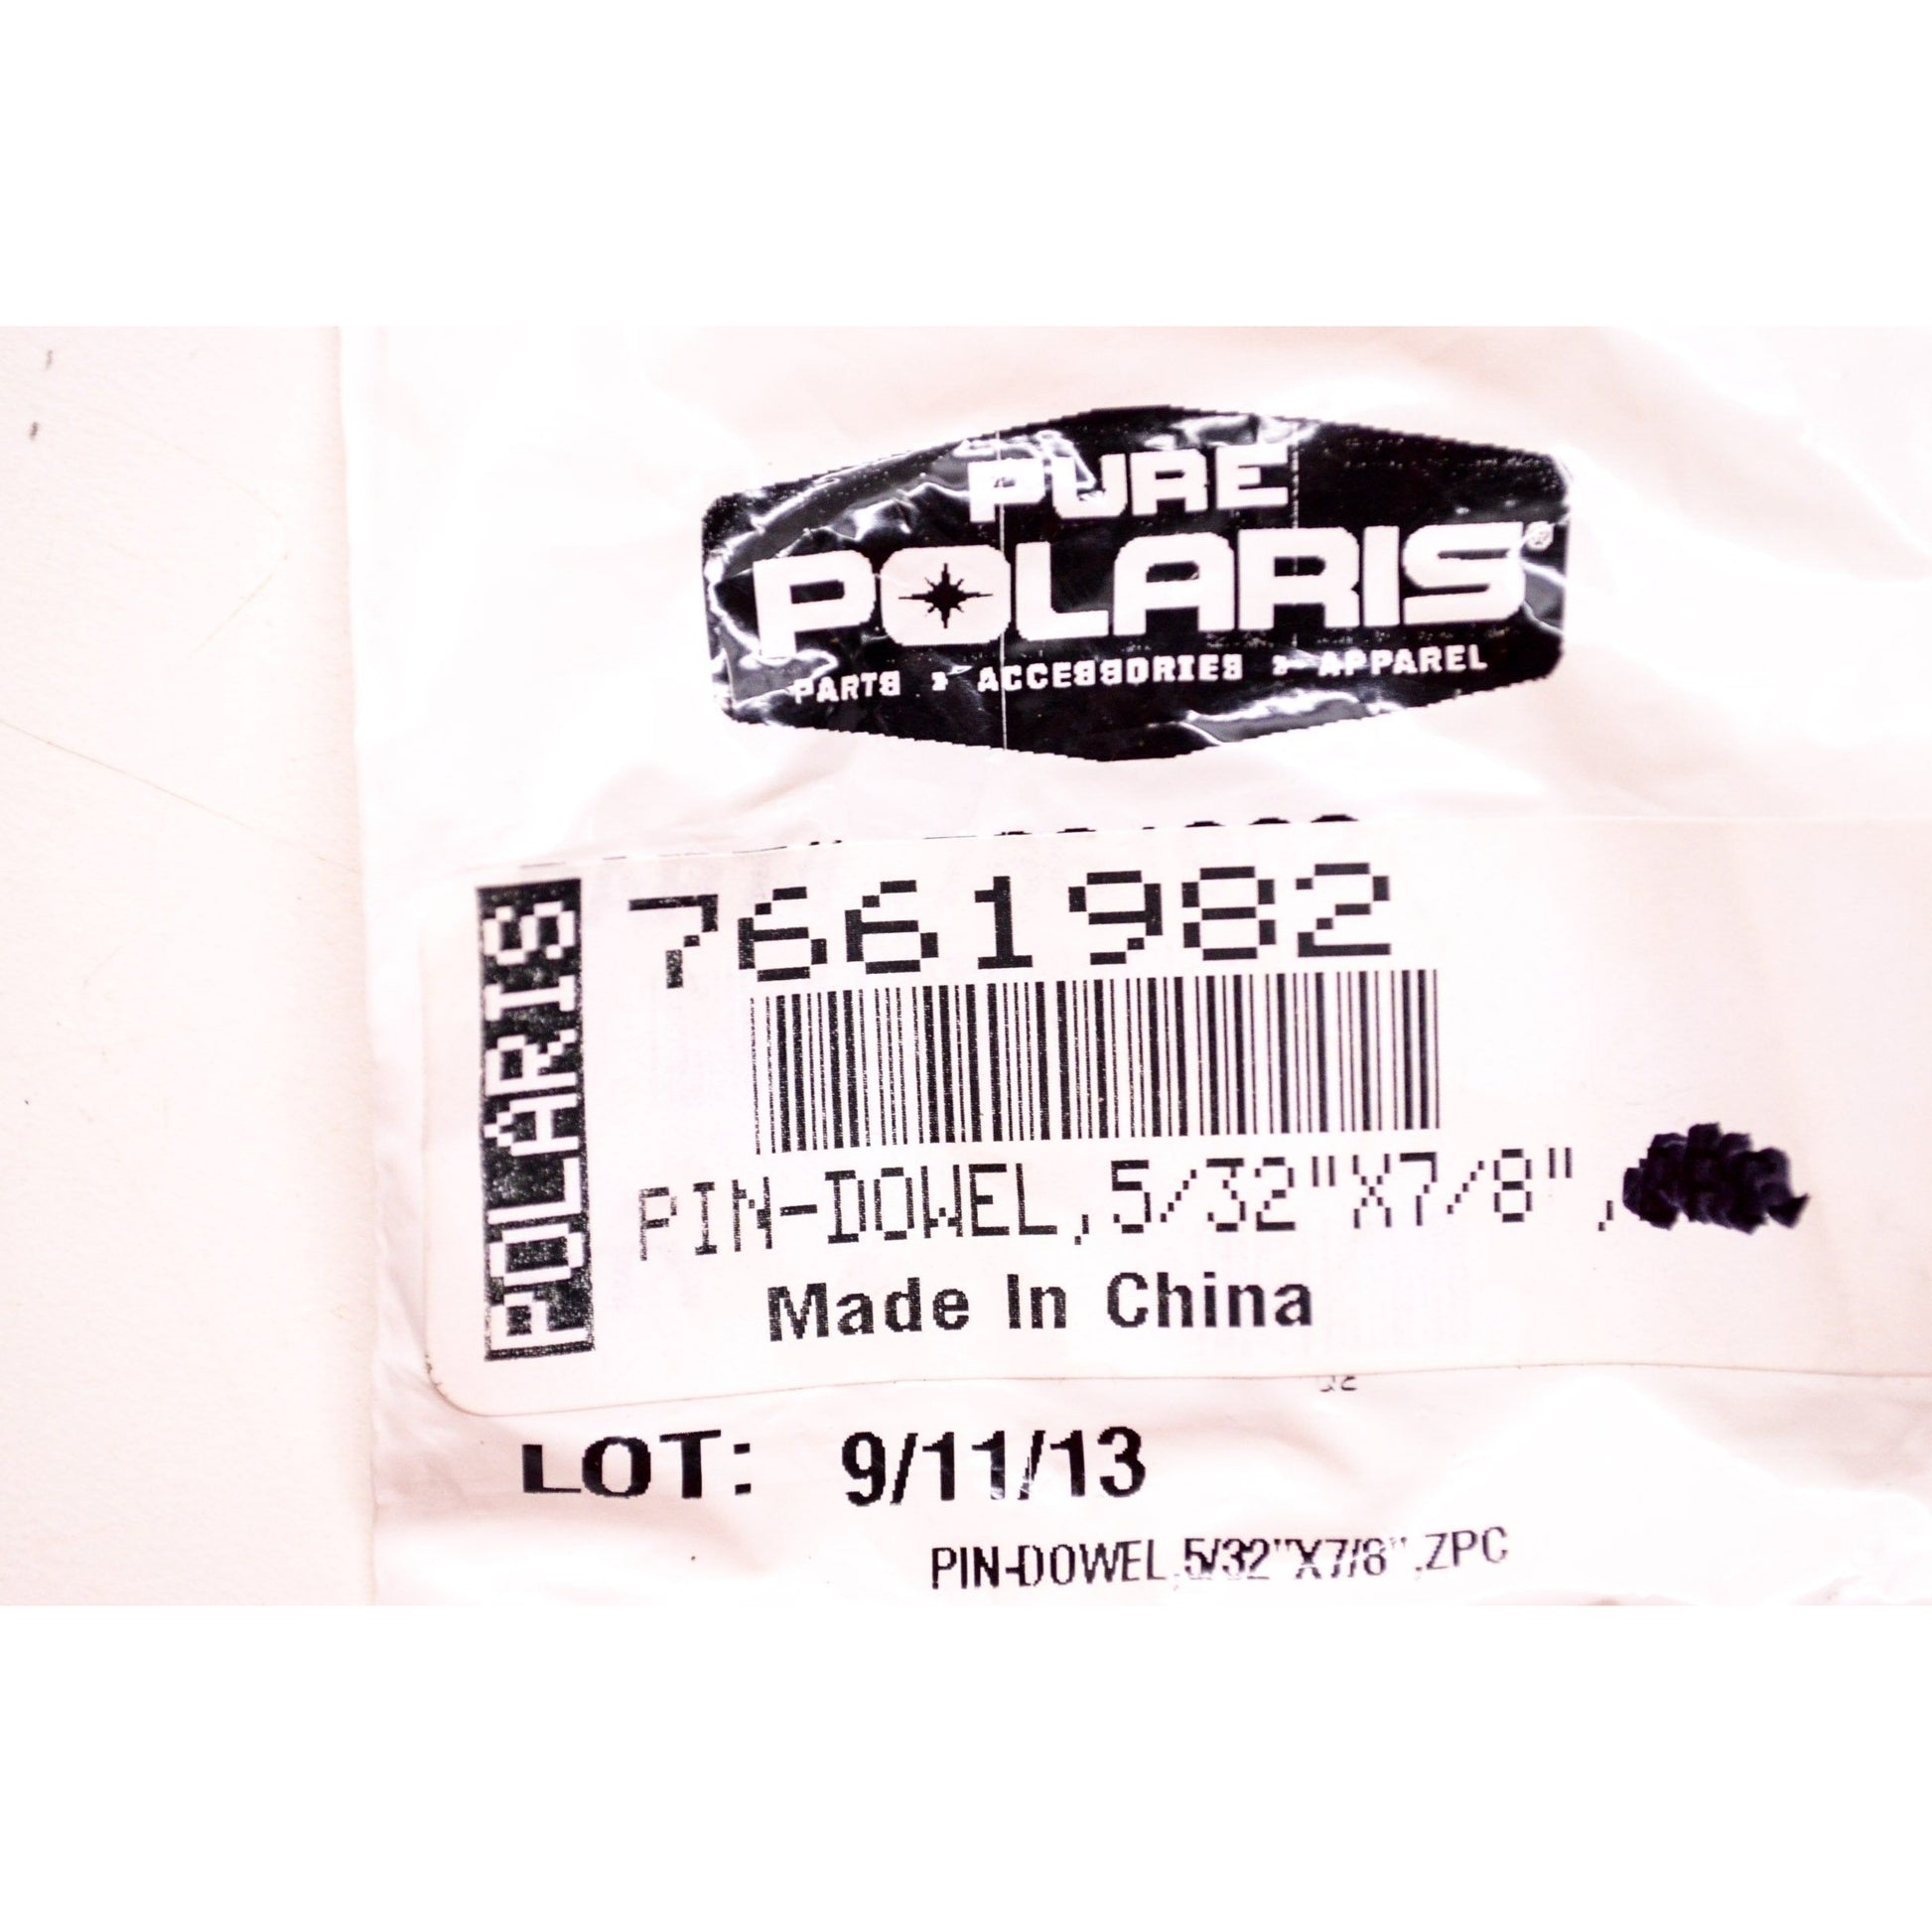 PURE
POLARIS®
PARTS • ACCESSORIES • APPAREL
POLARIS
7661982
PIN-DOWEL,5/32"X7/8",
Made In China
LOT: 9/11/13
PIN-DOWEL,5/32"X7/8",ZPC